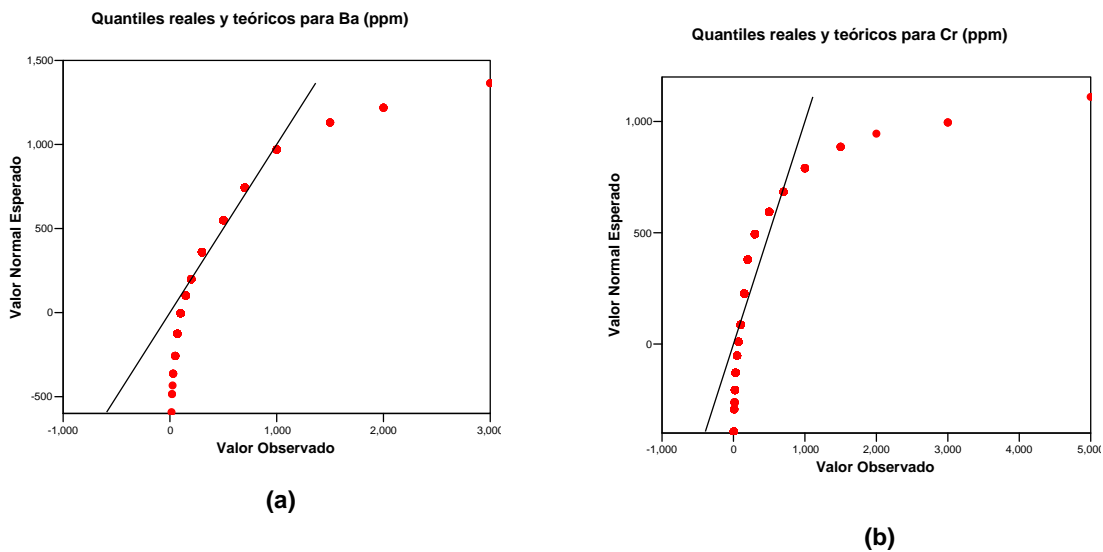 Quantiles reales y teóricos para Ba (ppm)
Valor Normal Esperado
1,500
1,000
500
0
-500
-1,000
0
1,000
2,000
3,000
Valor Observado
(a)
Quantiles reales y teóricos para Cr (ppm)
Valor Normal Esperado
1,000
500
0
-1,000
0
1,000
2,000
3,000
4,000
5,000
Valor Observado
(b)